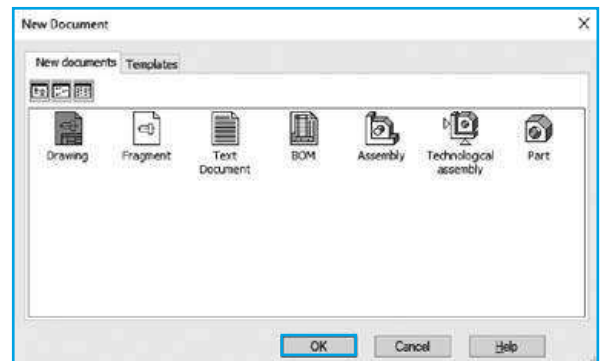 New Document
New documents Templates
Drawing Fragment Text Document BOM Assembly Technological assembly Part
OK Cancel Help